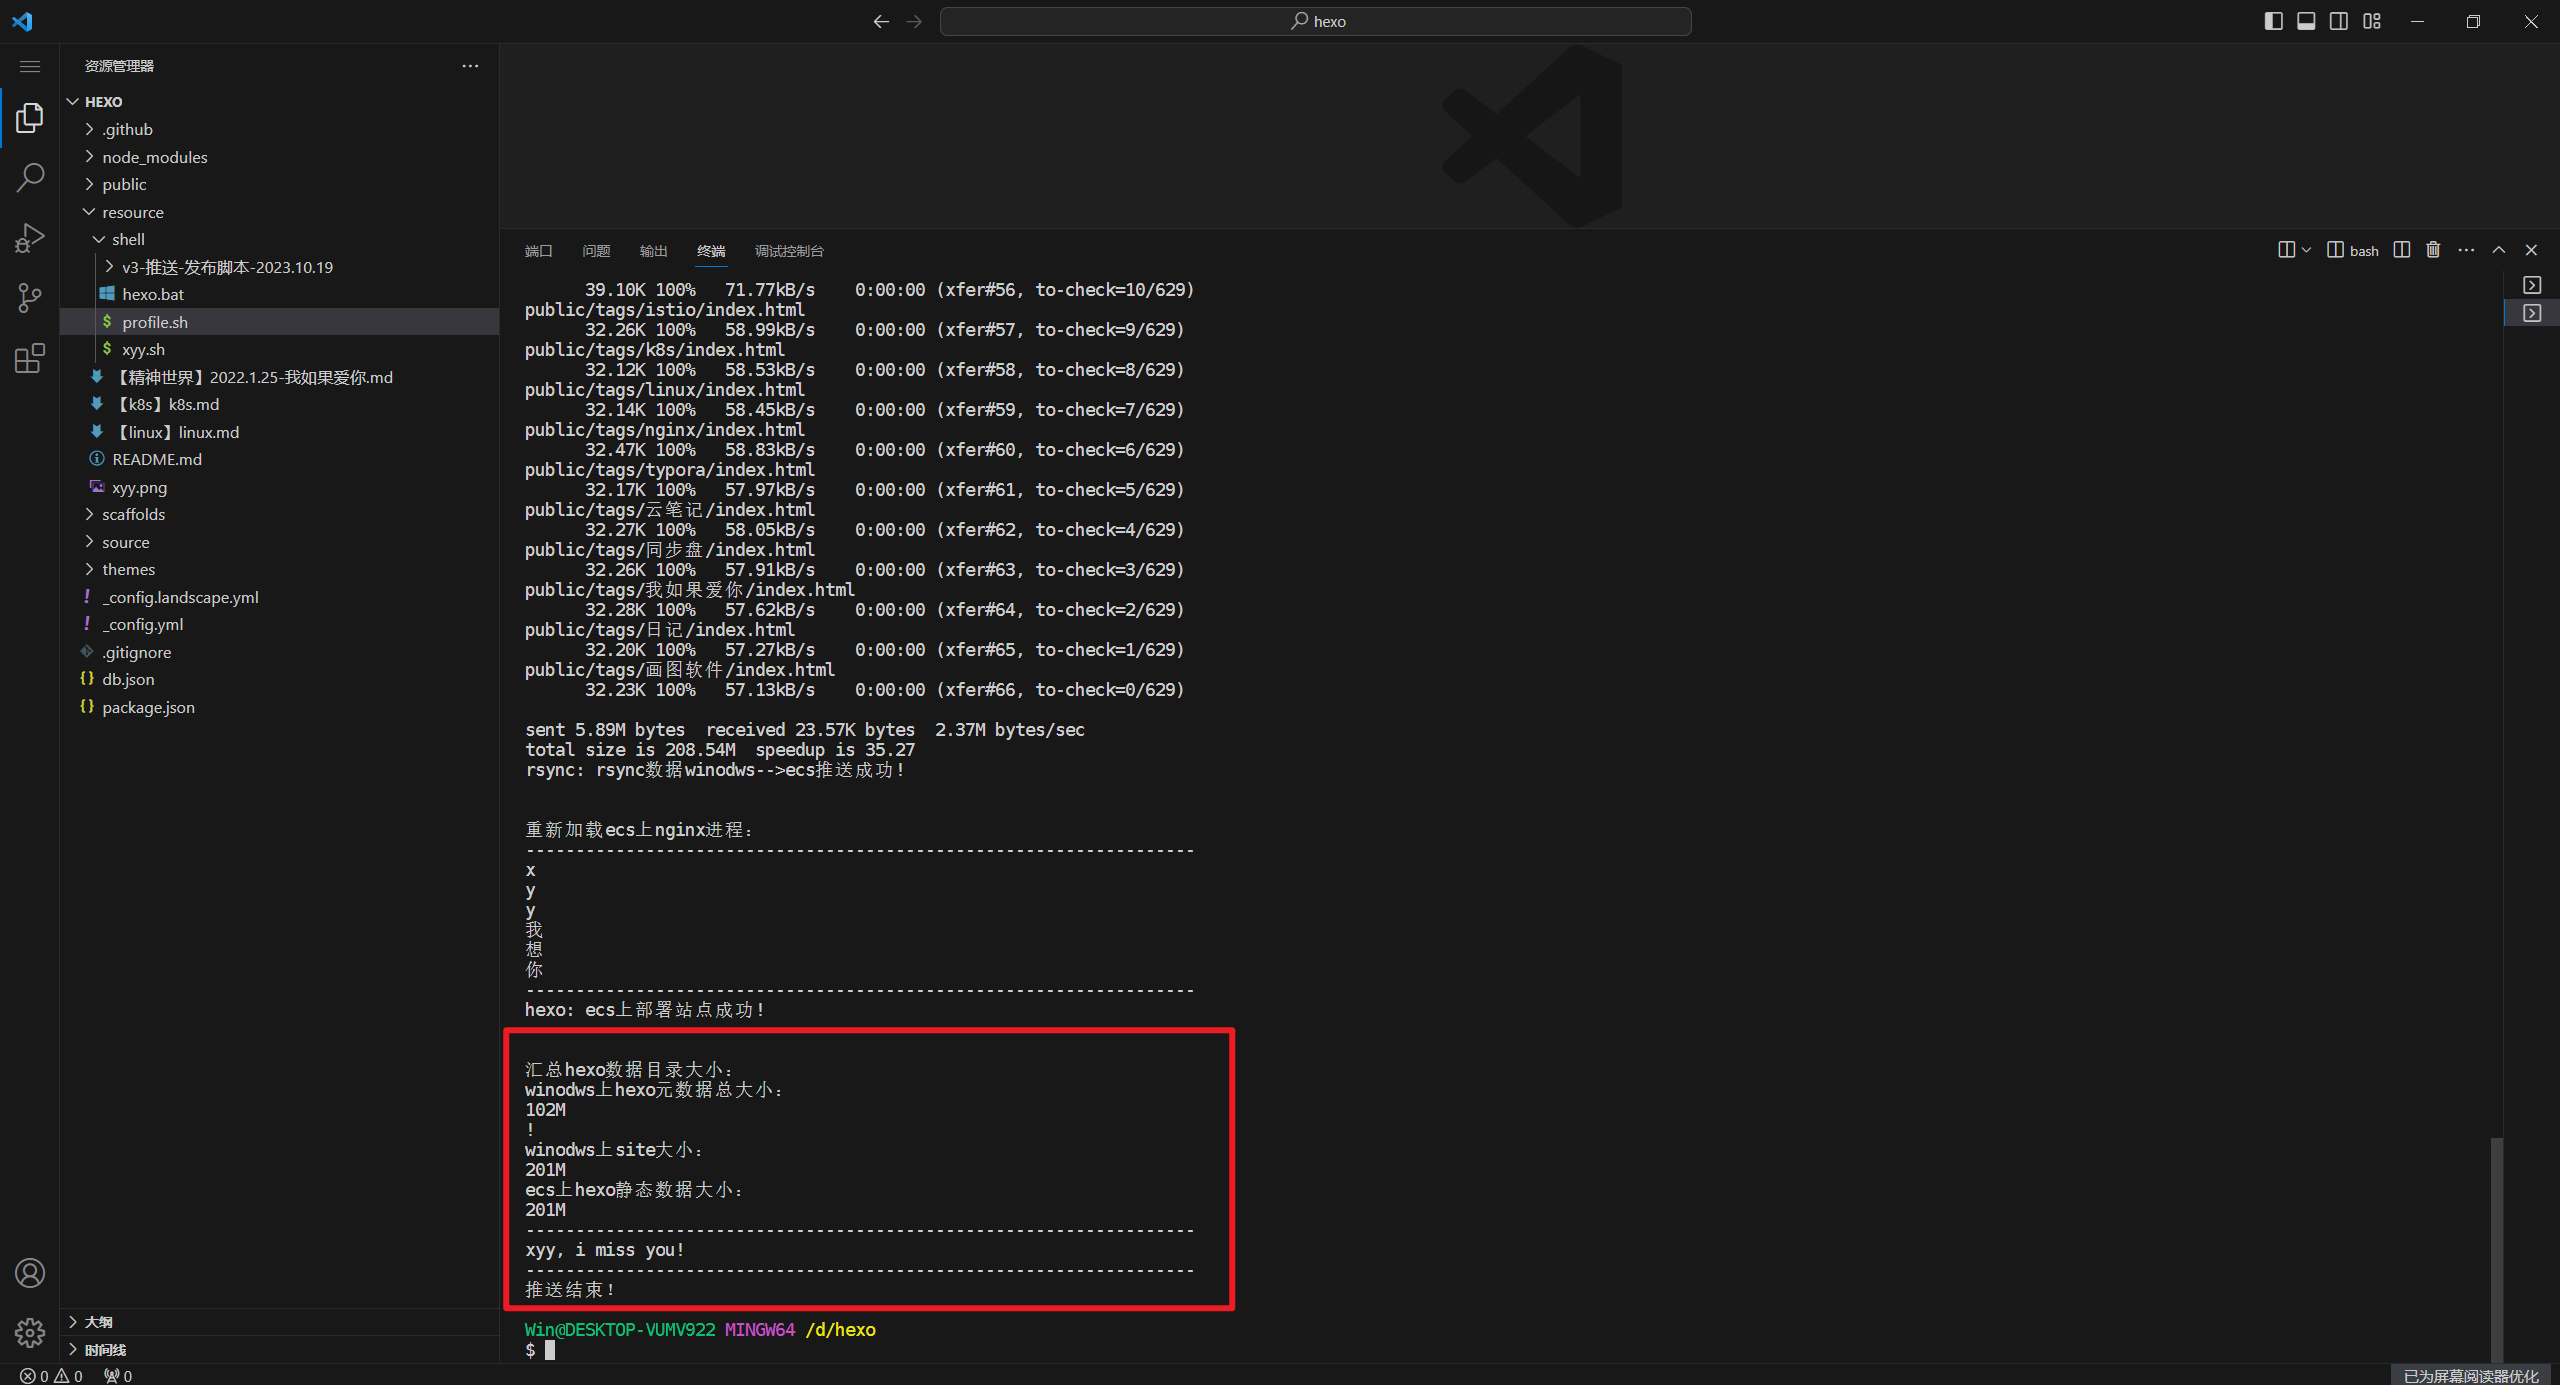 hexo
资源管理器
HEXO
.github
node_modules
public
resource
shell
v3-推送-发布脚本-2023.10.19
hexo.bat
$ profile.sh
$ xyy.sh
【精神世界】2022.1.25-我如果爱你.md
【k8s】k8s.md
【linux】linux.md
README.md
xyy.png
scaffolds
source
themes
! _config.landscape.yml
! _config.yml
.gitignore
{} db.json
{} package.json
大纲
时间线
端口 问题 输出 终端 调试控制台
bash
39.10K 100% 71.77kB/s 0:00:00 (xfer#56, to-check=10/629)
public/tags/istio/index.html
32.26K 100% 58.99kB/s 0:00:00 (xfer#57, to-check=9/629)
public/tags/k8s/index.html
32.12K 100% 58.53kB/s 0:00:00 (xfer#58, to-check=8/629)
public/tags/linux/index.html
32.14K 100% 58.45kB/s 0:00:00 (xfer#59, to-check=7/629)
public/tags/nginx/index.html
32.47K 100% 58.83kB/s 0:00:00 (xfer#60, to-check=6/629)
public/tags/typora/index.html
32.17K 100% 57.97kB/s 0:00:00 (xfer#61, to-check=5/629)
public/tags/云笔记/index.html
32.27K 100% 58.05kB/s 0:00:00 (xfer#62, to-check=4/629)
public/tags/同步盘/index.html
32.26K 100% 57.91kB/s 0:00:00 (xfer#63, to-check=3/629)
public/tags/我如果爱你/index.html
32.28K 100% 57.62kB/s 0:00:00 (xfer#64, to-check=2/629)
public/tags/日记/index.html
32.20K 100% 57.27kB/s 0:00:00 (xfer#65, to-check=1/629)
public/tags/画图软件/index.html
32.23K 100% 57.13kB/s 0:00:00 (xfer#66, to-check=0/629)
sent 5.89M bytes received 23.57K bytes 2.37M bytes/sec
total size is 208.54M speedup is 35.27
rsync: rsync数据winodws-->ecs推送成功!
重新加载ecs上nginx进程:
-------------------------------------------------------------------
x
y
y
我
想
你
-------------------------------------------------------------------
hexo: ecs上部署站点成功!
汇总hexo数据目录大小:
winodws上hexo元数据总大小:
102M
!
winodws上site大小:
201M
ecs上hexo静态数据大小:
201M
-------------------------------------------------------------------
xyy, i miss you!
-------------------------------------------------------------------
推送结束!
Win@DESKTOP-VUMV922 MINGW64 /d/hexo
$
0 0 0
已为屏幕阅读器优化